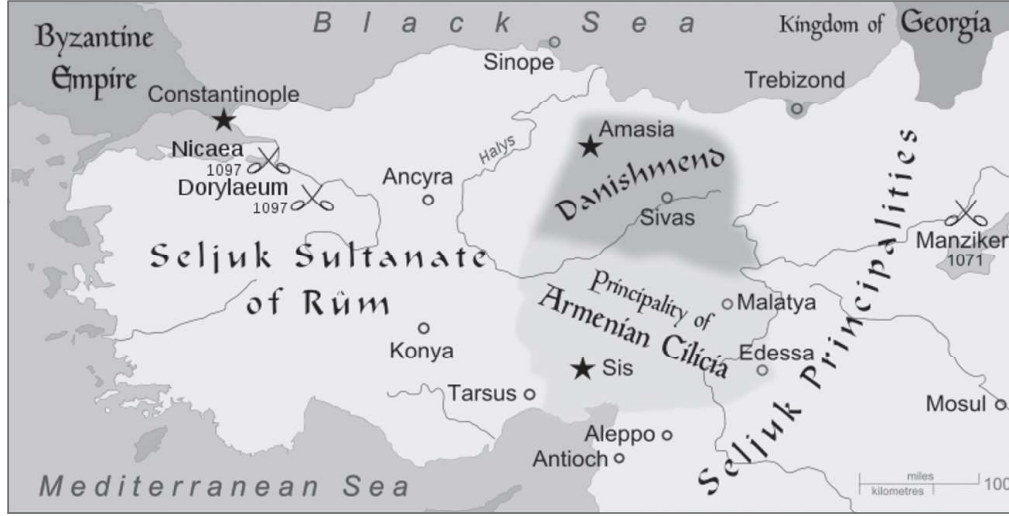 Black Sea
Kingdom of Georgia
Byzantine
Empire
Sinope
Trebizond
Constantinople
Amasia
Nicaea
1097
Halys
Danishmend
Dorylaeum
1097
Ancyra
Sivas
Manziker
1071
Seljuk Sultanate
of Rûm
Principality of
Armenian Cilicia
Malatya
Seljuk Principalities
Konya
Edessa
Sis
Tarsus
Mosul
Aleppo
Antioch
Mediterranean Sea
miles
kilometres
100